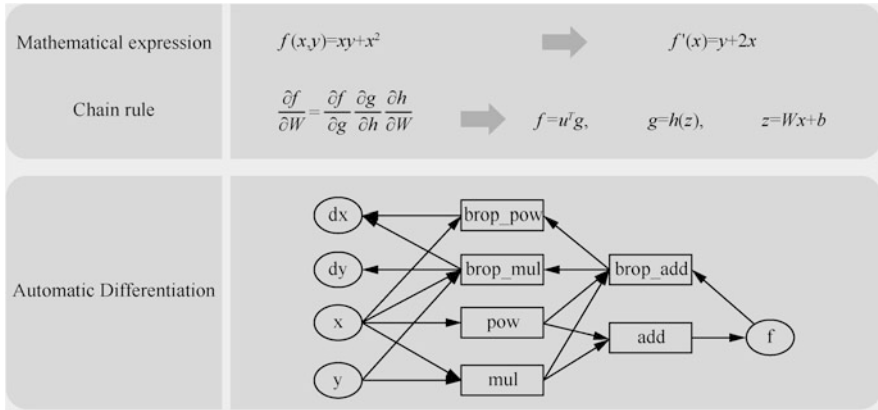 Mathematical expression f(x,y)=xy+x² f'(x)=y+2x
Chain rule ∂f/∂W = ∂f/∂g ∂g/∂h ∂h/∂W f=uᵀg, g=h(z), z=Wx+b
Automatic Differentiation
dx brop_pow
dy brop_mul brop_add
x pow add f
y mul